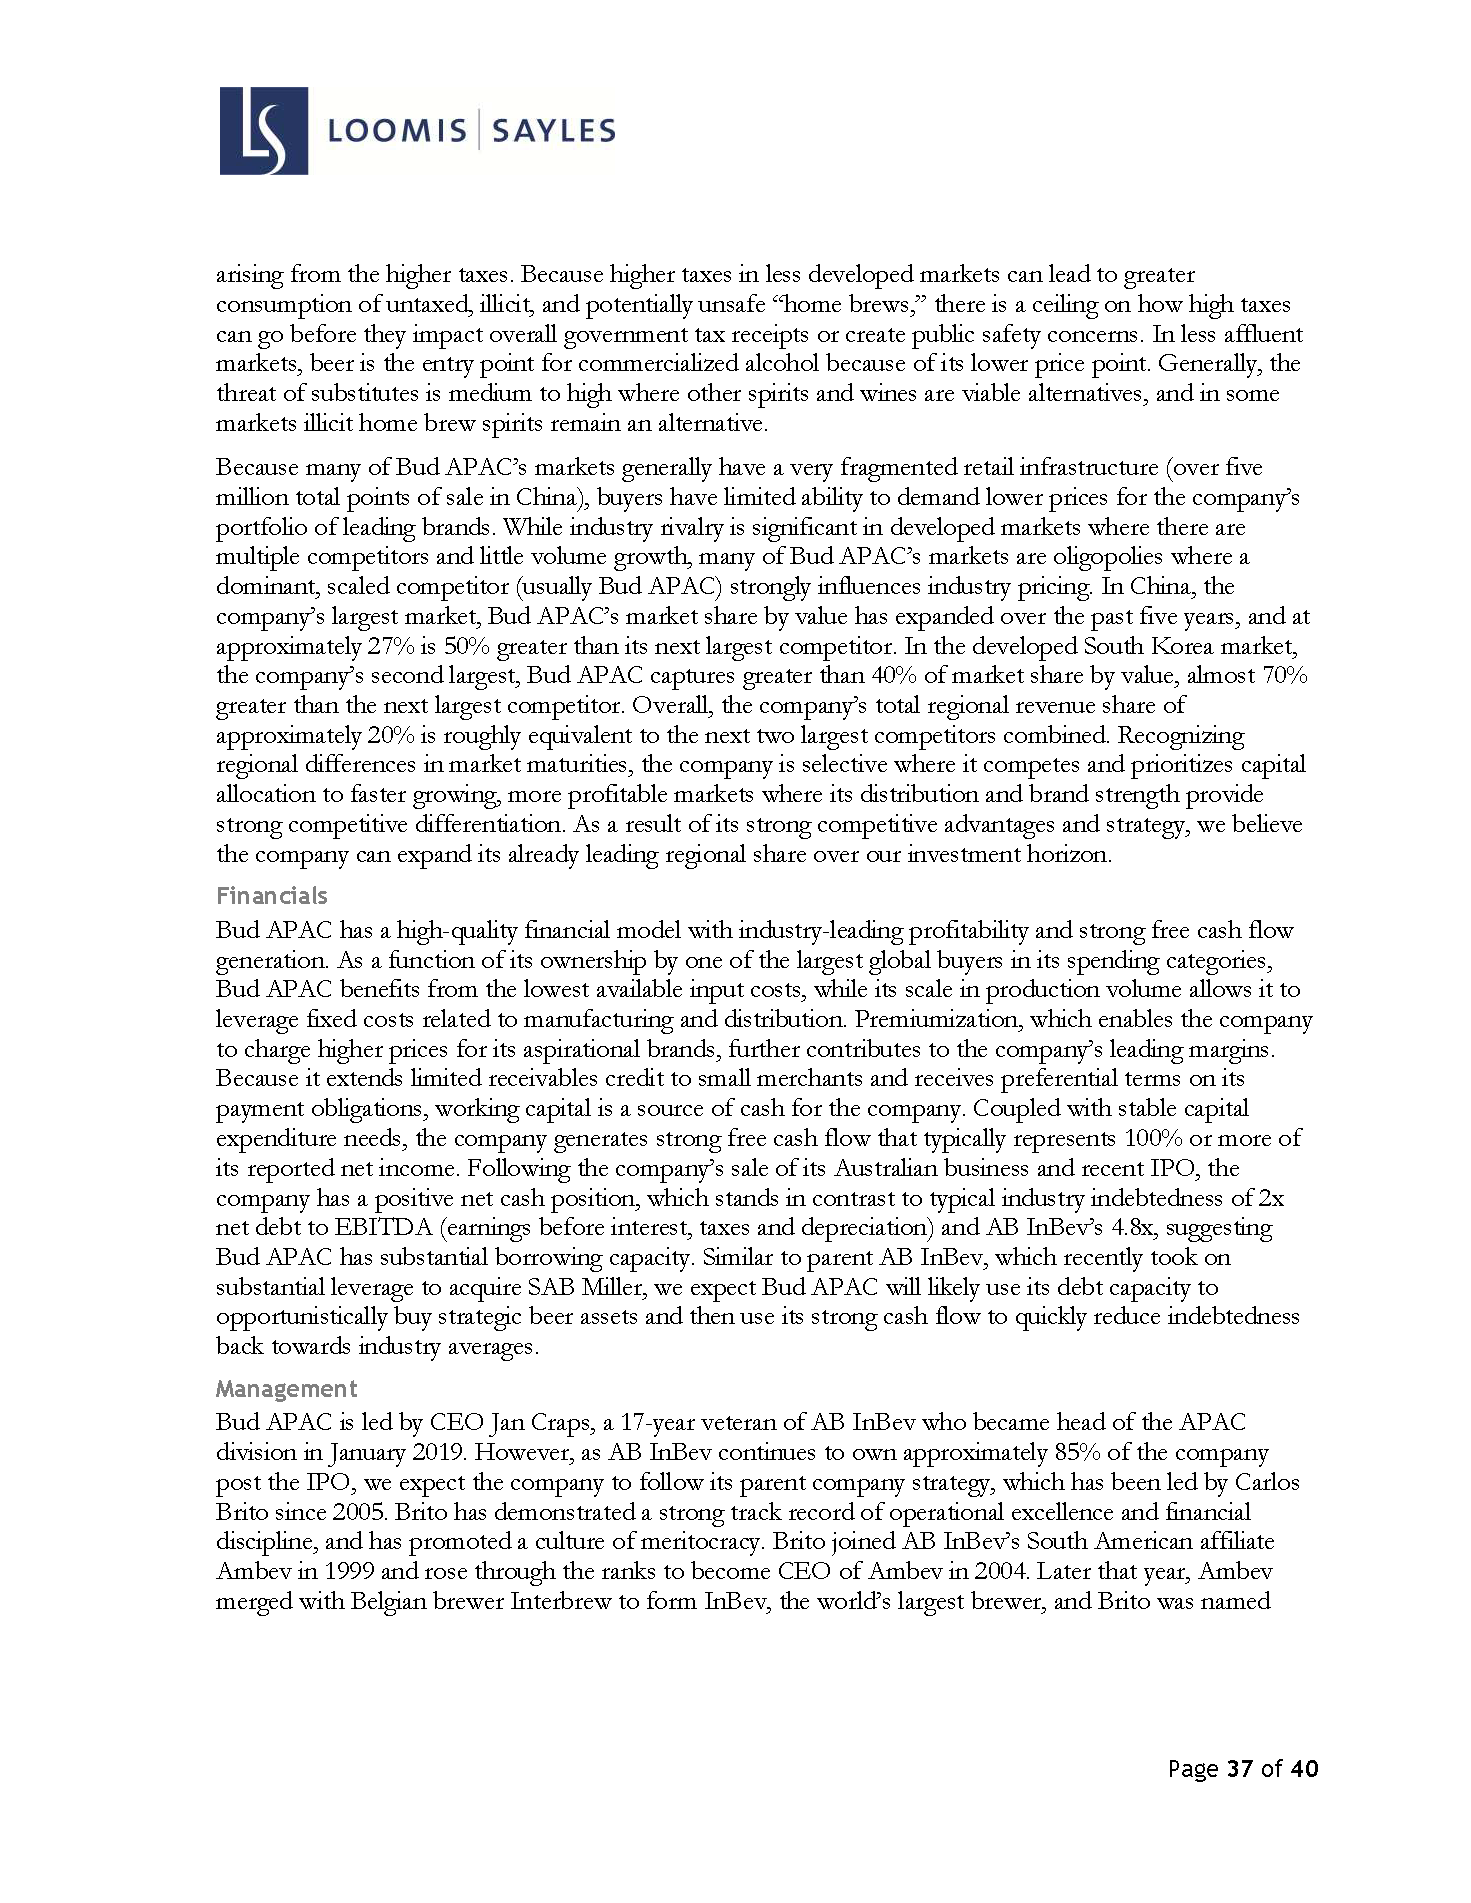 LS LOOMIS | SAYLES
arising from the higher taxes. Because higher taxes in less developed markets can lead to greater
consumption of untaxed, illicit, and potentially unsafe “home brews,” there is a ceiling on how high taxes
can go before they impact overall government tax receipts or create public safety concerns. In less affluent
markets, beer is the entry point for commercialized alcohol because of its lower price point. Generally, the
threat of substitutes is medium to high where other spirits and wines are viable alternatives, and in some
markets illicit home brew spirits remain an alternative.
Because many of Bud APAC’s markets generally have a very fragmented retail infrastructure (over five
million total points of sale in China), buyers have limited ability to demand lower prices for the company’s
portfolio of leading brands. While industry rivalry is significant in developed markets where there are
multiple competitors and little volume growth, many of Bud APAC’s markets are oligopolies where a
dominant, scaled competitor (usually Bud APAC) strongly influences industry pricing. In China, the
company’s largest market, Bud APAC’s market share by value has expanded over the past five years, and at
approximately 27% is 50% greater than its next largest competitor. In the developed South Korea market,
the company’s second largest, Bud APAC captures greater than 40% of market share by value, almost 70%
greater than the next largest competitor. Overall, the company’s total regional revenue share of
approximately 20% is roughly equivalent to the next two largest competitors combined. Recognizing
regional differences in market maturities, the company is selective where it competes and prioritizes capital
allocation to faster growing, more profitable markets where its distribution and brand strength provide
strong competitive differentiation. As a result of its strong competitive advantages and strategy, we believe
the company can expand its already leading regional share over our investment horizon.
Financials
Bud APAC has a high-quality financial model with industry-leading profitability and strong free cash flow
generation. As a function of its ownership by one of the largest global buyers in its spending categories,
Bud APAC benefits from the lowest available input costs, while its scale in production volume allows it to
leverage fixed costs related to manufacturing and distribution. Premiumization, which enables the company
to charge higher prices for its aspirational brands, further contributes to the company’s leading margins.
Because it extends limited receivables credit to small merchants and receives preferential terms on its
payment obligations, working capital is a source of cash for the company. Coupled with stable capital
expenditure needs, the company generates strong free cash flow that typically represents 100% or more of
its reported net income. Following the company’s sale of its Australian business and recent IPO, the
company has a positive net cash position, which stands in contrast to typical industry indebtedness of 2x
net debt to EBITDA (earnings before interest, taxes and depreciation) and AB InBev’s 4.8x, suggesting
Bud APAC has substantial borrowing capacity. Similar to parent AB InBev, which recently took on
substantial leverage to acquire SAB Miller, we expect Bud APAC will likely use its debt capacity to
opportunistically buy strategic beer assets and then use its strong cash flow to quickly reduce indebtedness
back towards industry averages.
Management
Bud APAC is led by CEO Jan Craps, a 17-year veteran of AB InBev who became head of the APAC
division in January 2019. However, as AB InBev continues to own approximately 85% of the company
post the IPO, we expect the company to follow its parent company strategy, which has been led by Carlos
Brito since 2005. Brito has demonstrated a strong track record of operational excellence and financial
discipline, and has promoted a culture of meritocracy. Brito joined AB InBev’s South American affiliate
Ambev in 1999 and rose through the ranks to become CEO of Ambev in 2004. Later that year, Ambev
merged with Belgian brewer Interbrew to form InBev, the world’s largest brewer, and Brito was named
Page 37 of 40